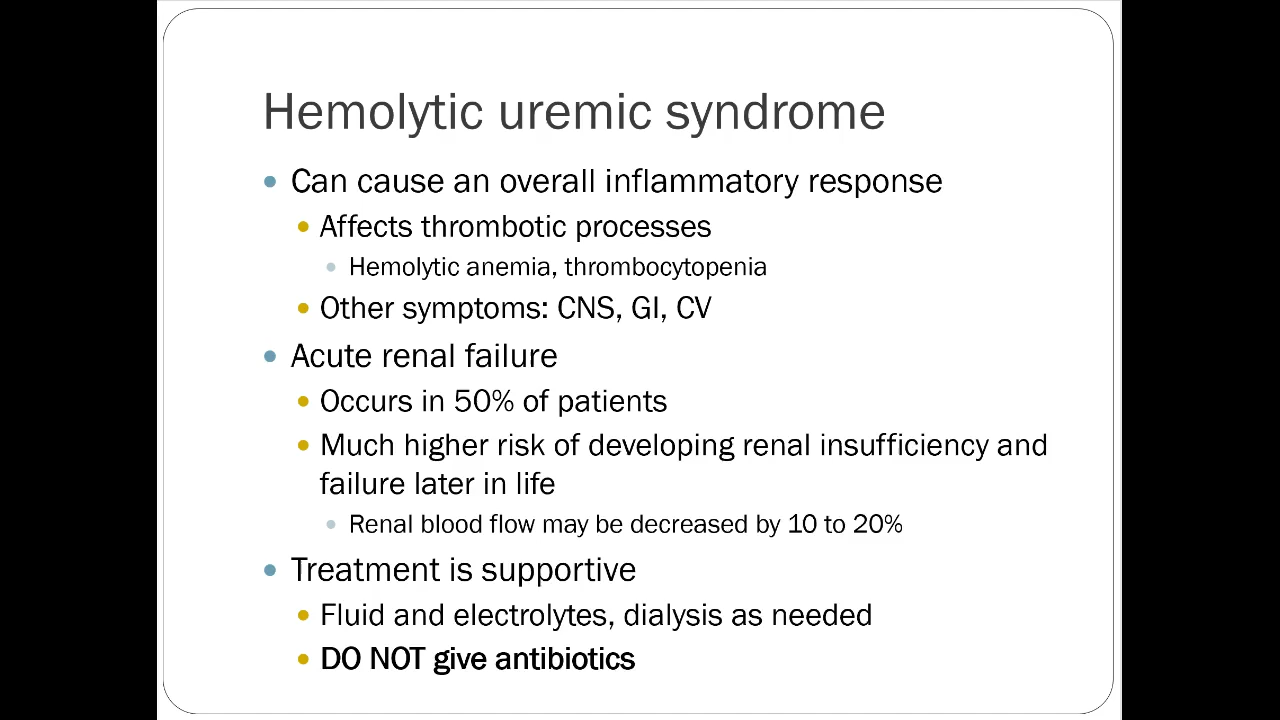 Hemolytic uremic syndrome
Can cause an overall inflammatory response
Affects thrombotic processes
Hemolytic anemia, thrombocytopenia
Other symptoms: CNS, GI, CV
Acute renal failure
Occurs in 50% of patients
Much higher risk of developing renal insufficiency and
failure later in life
Renal blood flow may be decreased by 10 to 20%
Treatment is supportive
Fluid and electrolytes, dialysis as needed
DO NOT give antibiotics